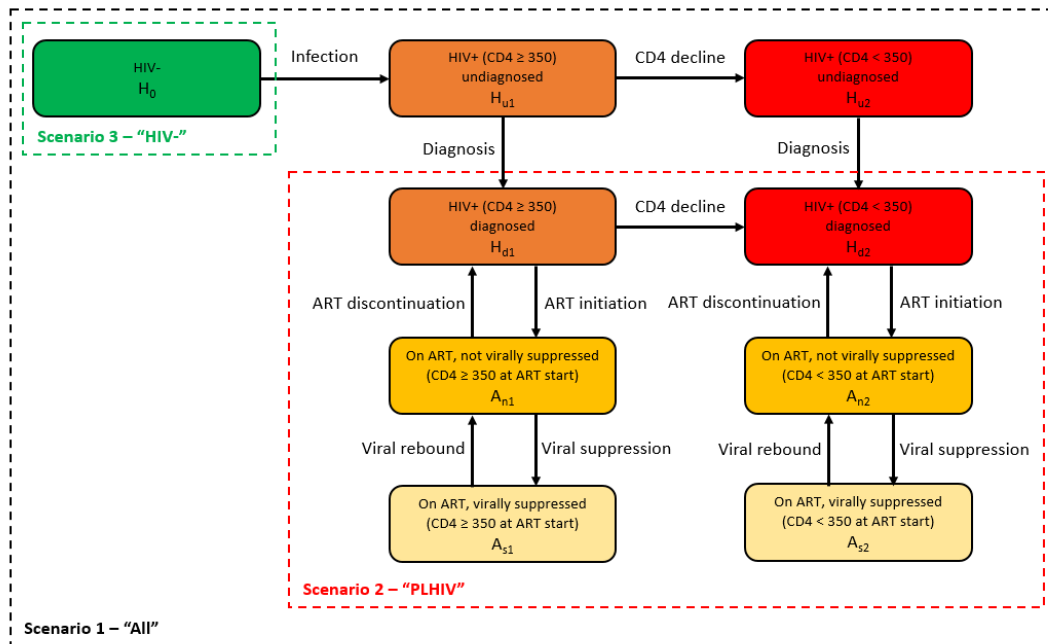 HIV-
H0
Scenario 3 – “HIV-”
Infection
HIV+ (CD4 ≥ 350)
undiagnosed
Hu1
CD4 decline
HIV+ (CD4 < 350)
undiagnosed
Hu2
Diagnosis
Diagnosis
HIV+ (CD4 ≥ 350)
diagnosed
Hd1
CD4 decline
HIV+ (CD4 < 350)
diagnosed
Hd2
ART discontinuation
ART initiation
ART discontinuation
ART initiation
On ART, not virally suppressed
(CD4 ≥ 350 at ART start)
An1
On ART, not virally suppressed
(CD4 < 350 at ART start)
An2
Viral rebound
Viral suppression
Viral rebound
Viral suppression
On ART, virally suppressed
(CD4 ≥ 350 at ART start)
As1
On ART, virally suppressed
(CD4 < 350 at ART start)
As2
Scenario 2 – “PLHIV”
Scenario 1 – “All”